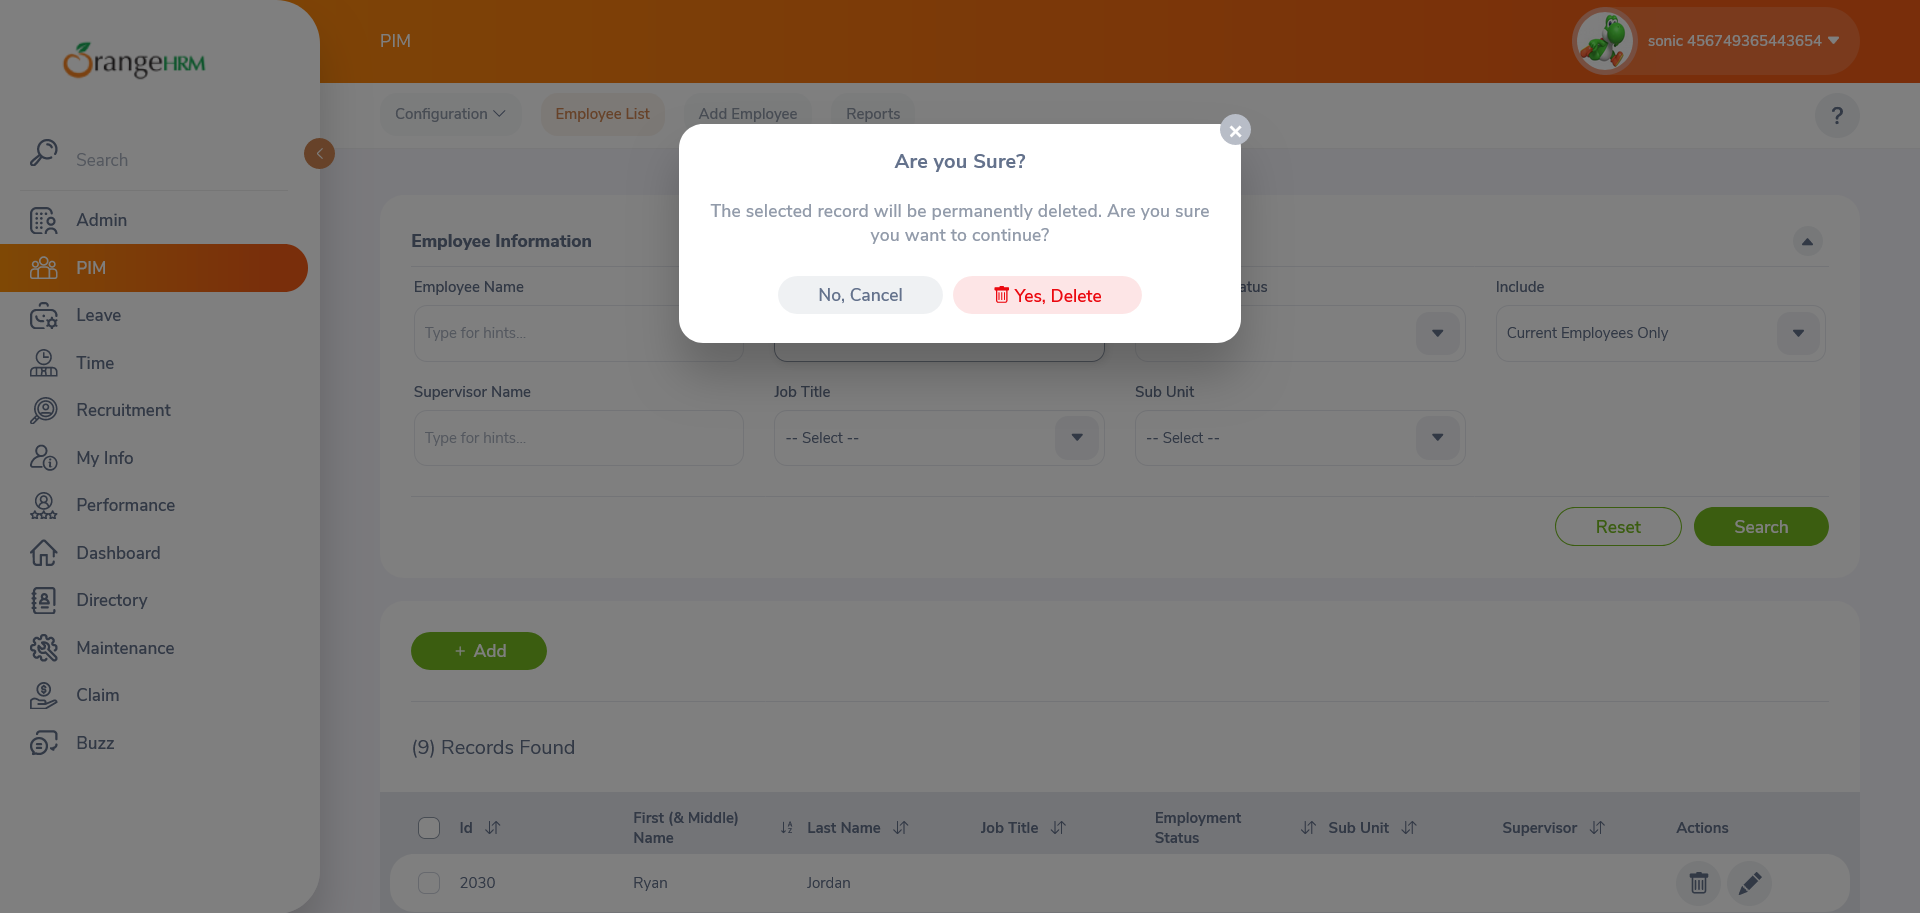 OrangeHRM
PIM
sonic 456749365443654
Configuration
Employee List
Add Employee
Reports
?
Search
Admin
PIM
Leave
Time
Recruitment
My Info
Performance
Dashboard
Directory
Maintenance
Claim
Buzz
Are you Sure?
The selected record will be permanently deleted. Are you sure
you want to continue?
No, Cancel
Yes, Delete
Employee Information
Employee Name
Include
Type for hints...
Current Employees Only
Supervisor Name
Job Title
Sub Unit
Type for hints...
-- Select --
-- Select --
Reset
Search
+ Add
(9) Records Found
Id
First (& Middle)
Name
Last Name
Job Title
Employment
Status
Sub Unit
Supervisor
Actions
2030
Ryan
Jordan